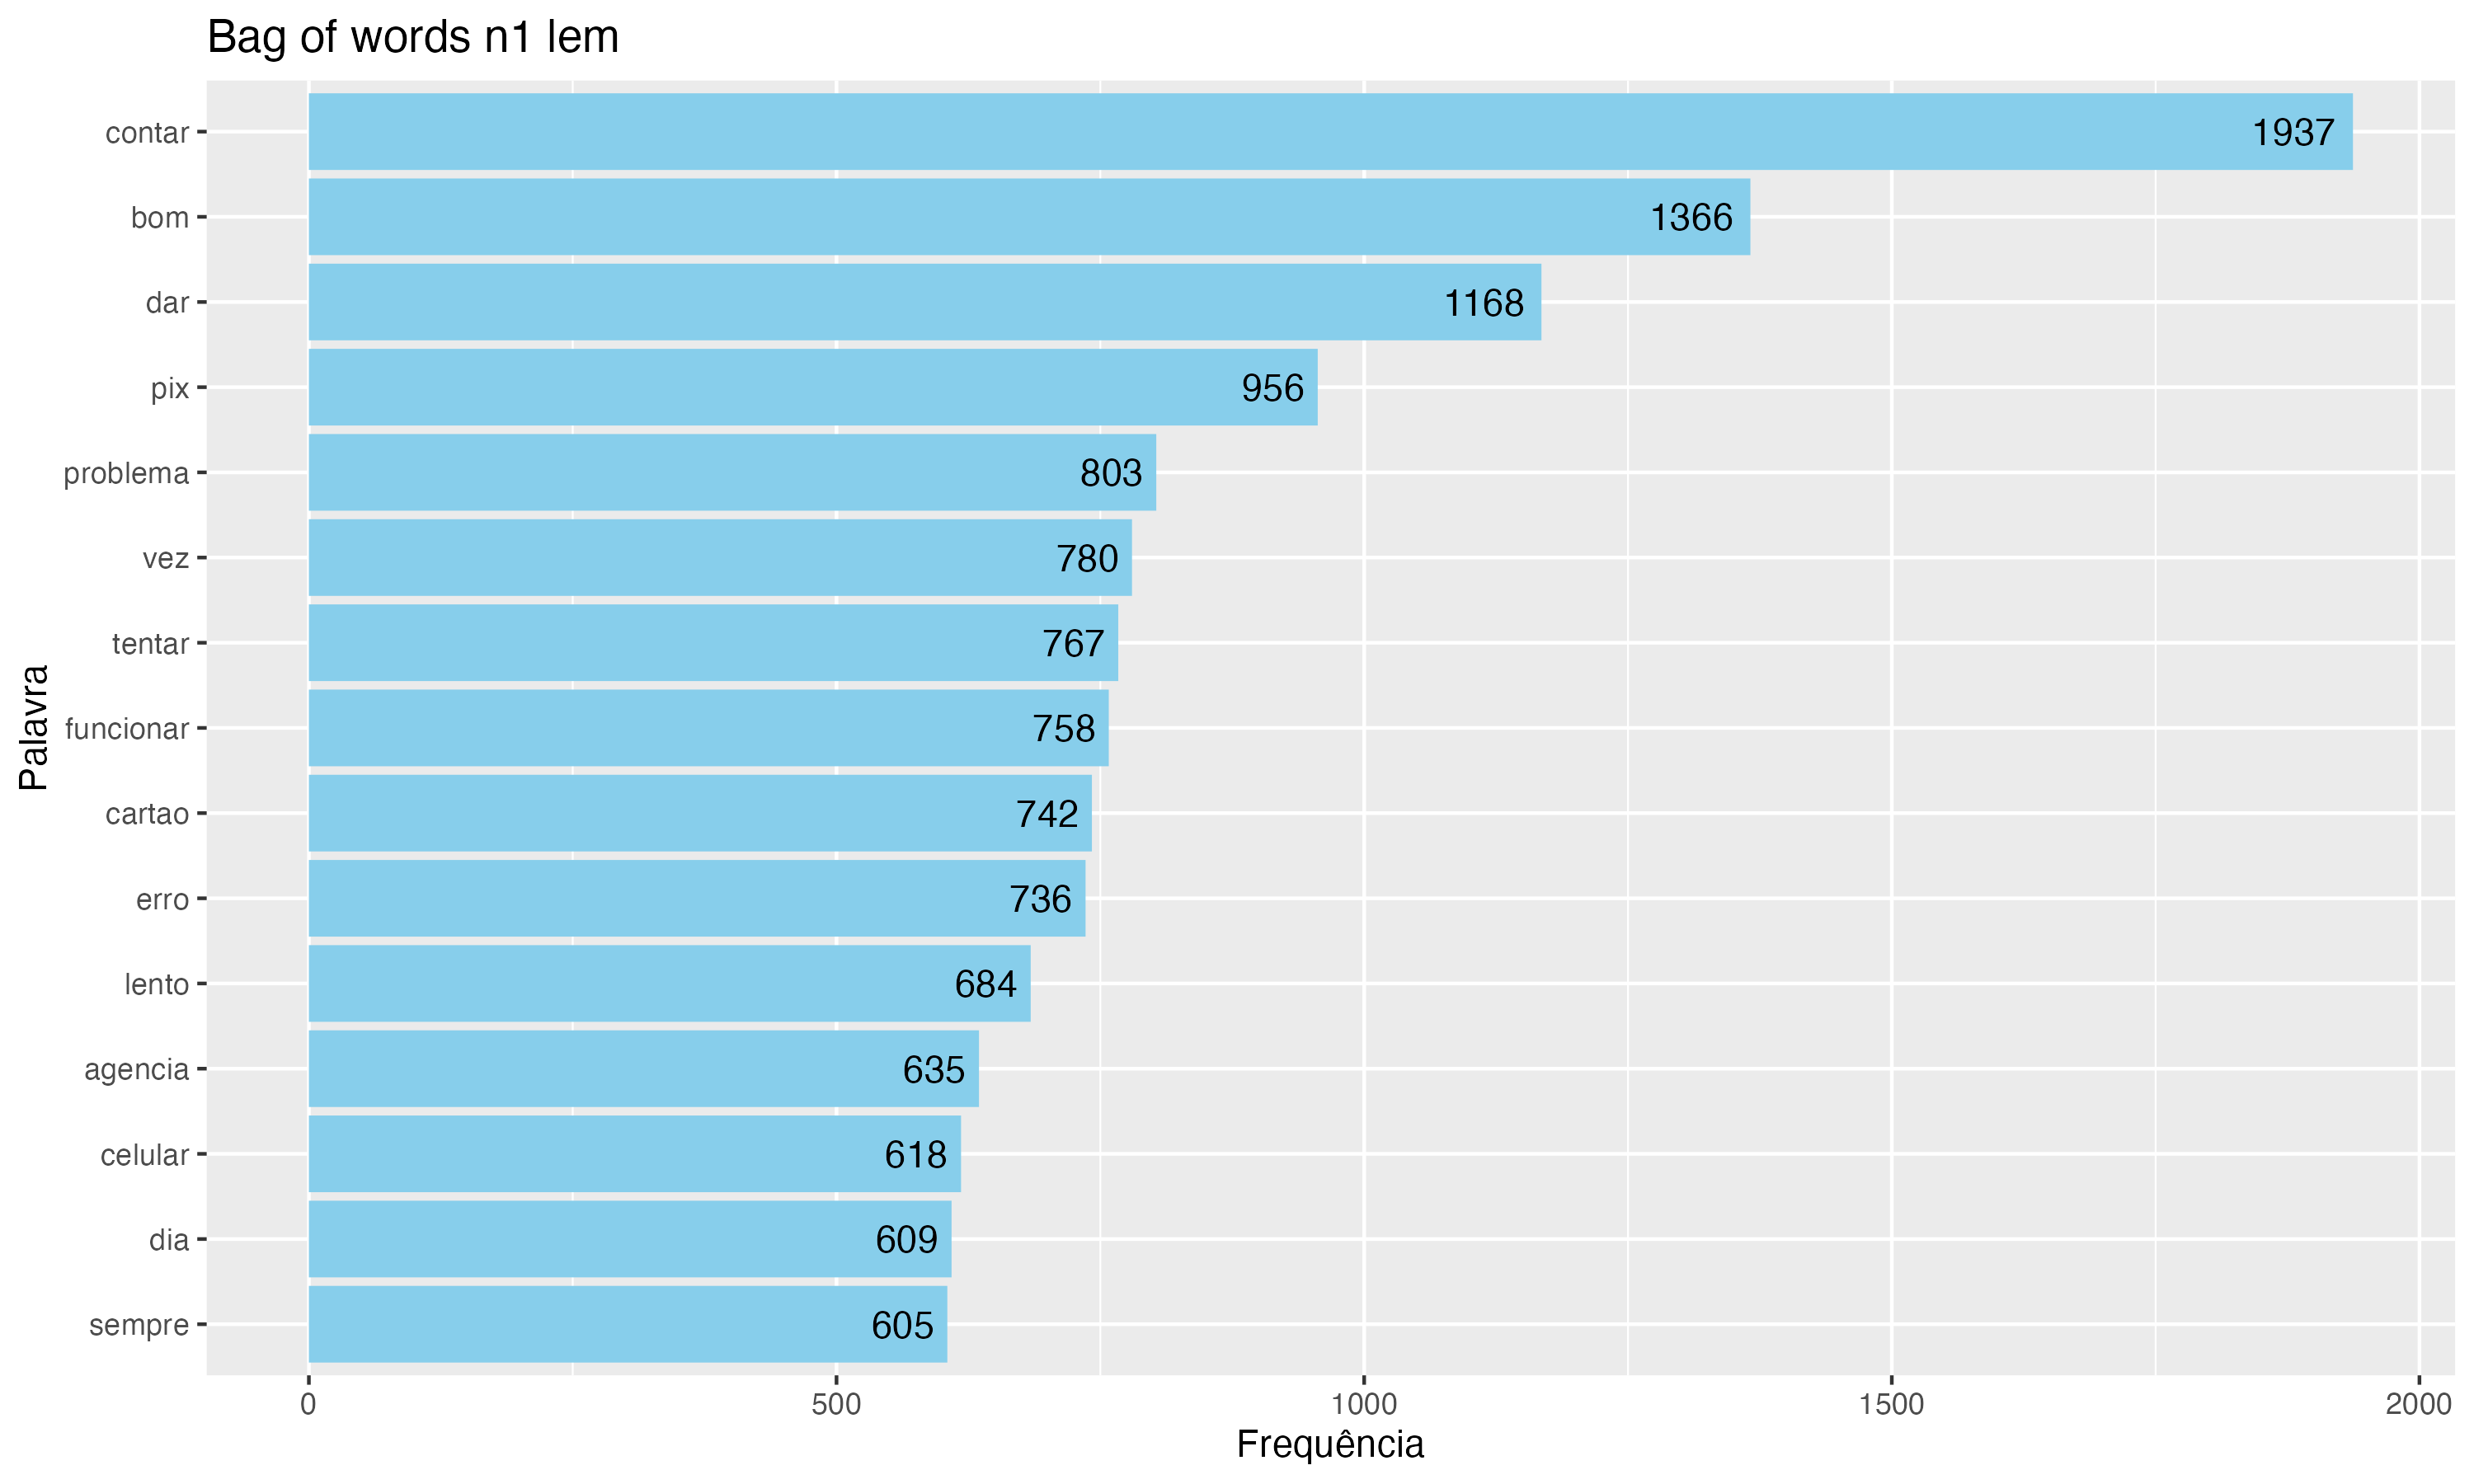 Bag of words n1 lem
Palavra
contar 1937
bom 1366
dar 1168
pix 956
problema 803
vez 780
tentar 767
funcionar 758
cartao 742
erro 736
lento 684
agencia 635
celular 618
dia 609
sempre 605
0 500 1000 1500 2000
Frequência